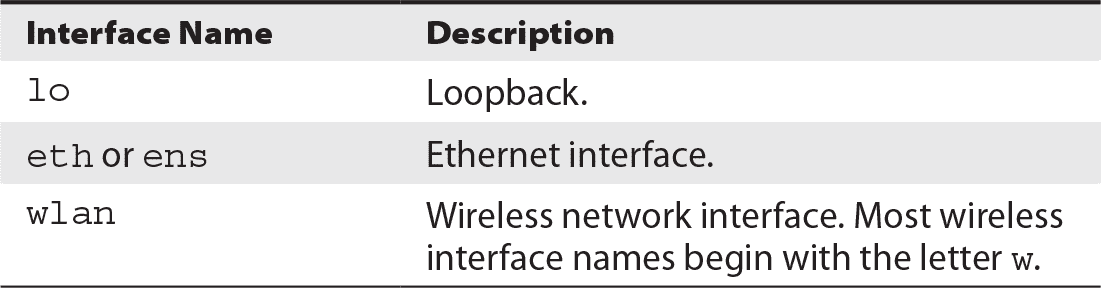 Interface Name Description
lo Loopback.
eth or ens Ethernet interface.
wlan Wireless network interface. Most wireless
interface names begin with the letter w.